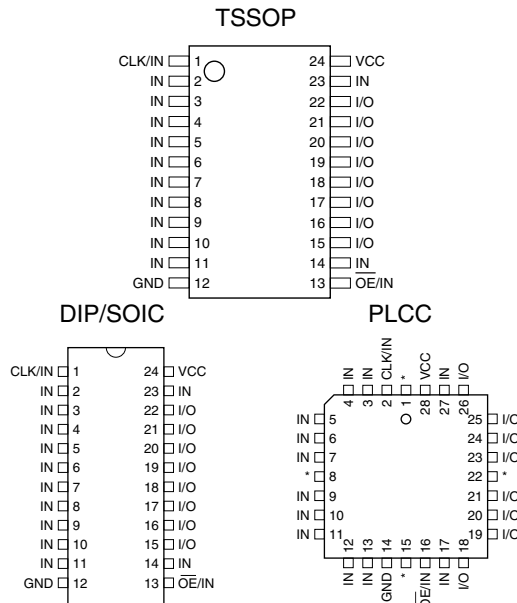 TSSOP
CLK/IN 1 24 VCC
IN 2 23 IN
IN 3 22 I/O
IN 4 21 I/O
IN 5 20 I/O
IN 6 19 I/O
IN 7 18 I/O
IN 8 17 I/O
IN 9 16 I/O
IN 10 15 I/O
IN 11 14 IN
GND 12 13 OE/IN
DIP/SOIC
CLK/IN 1 24 VCC
IN 2 23 IN
IN 3 22 I/O
IN 4 21 I/O
IN 5 20 I/O
IN 6 19 I/O
IN 7 18 I/O
IN 8 17 I/O
IN 9 16 I/O
IN 10 15 I/O
IN 11 14 IN
GND 12 13 OE/IN
PLCC
IN IN CLK/IN * VCC IN I/O
4 3 2 1 28 27 26
IN 5 25 I/O
IN 6 24 I/O
IN 7 23 I/O
* 8 22 *
IN 9 21 I/O
IN 10 20 I/O
IN 11 19 I/O
12 13 14 15 16 17 18
IN IN GND * OE/IN IN I/O